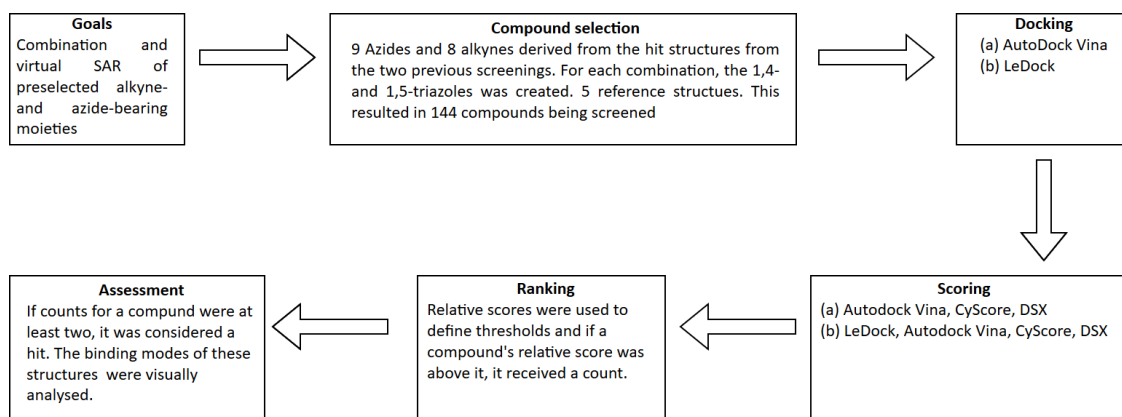 Goals
Combination and
virtual SAR of
preselected alkyne-
and azide-bearing
moieties
Compound selection
9 Azides and 8 alkynes derived from the hit structures from
the two previous screenings. For each combination, the 1,4-
and 1,5-triazoles was created. 5 reference structues. This
resulted in 144 compounds being screened
Docking
(a) AutoDock Vina
(b) LeDock
Scoring
(a) Autodock Vina, CyScore, DSX
(b) LeDock, Autodock Vina, CyScore, DSX
Ranking
Relative scores were used to
define thresholds and if a
compound's relative score was
above it, it received a count.
Assessment
If counts for a compund were at
least two, it was considered a
hit. The binding modes of these
structures were visually
analysed.